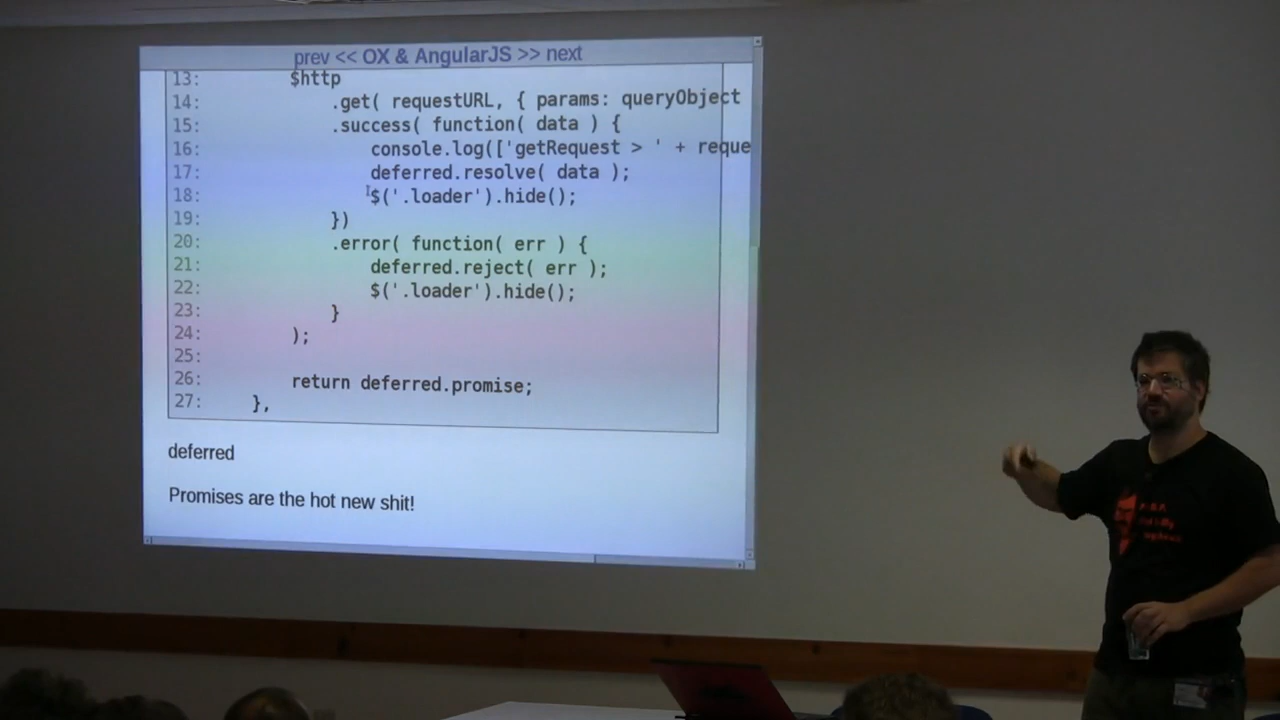 prev << OX & AngularJS >> next
13: $http
14: .get( requestURL, { params: queryObject
15: .success( function( data ) {
16: console.log(['getRequest > ' + reque
17: deferred.resolve( data );
18: $('.loader').hide();
19: })
20: .error( function( err ) {
21: deferred.reject( err );
22: $('.loader').hide();
23: }
24: );
25:
26: return deferred.promise;
27: },
deferred
Promises are the hot new shit!